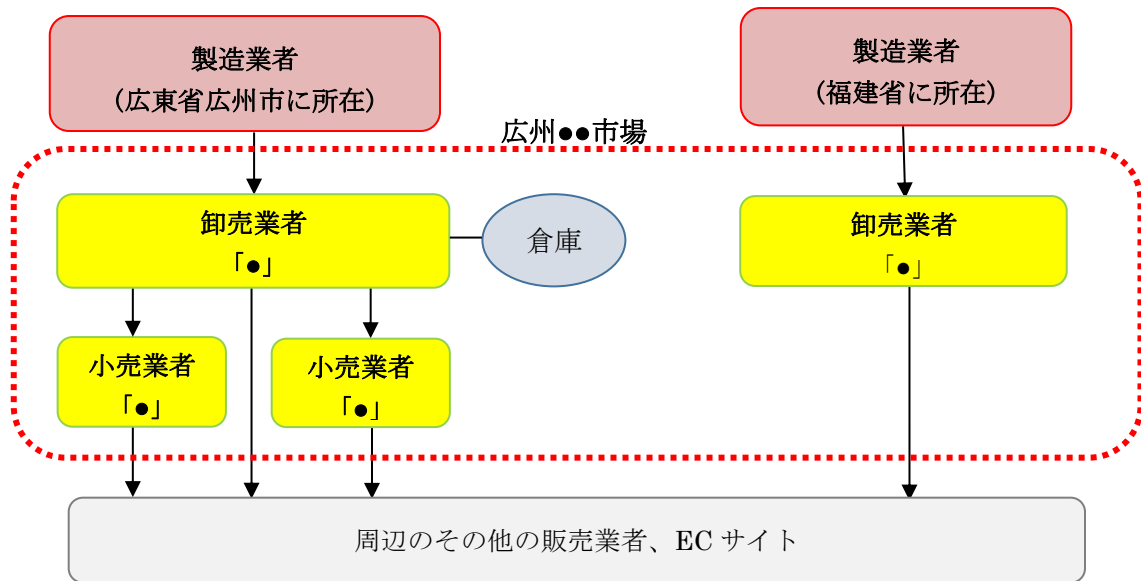 製造業者
(広東省広州市に所在)
製造業者
(福建省に所在)
広州●●市場
卸売業者
「●」
倉庫
卸売業者
「●」
小売業者
「●」
小売業者
「●」
周辺のその他の販売業者、EC サイト